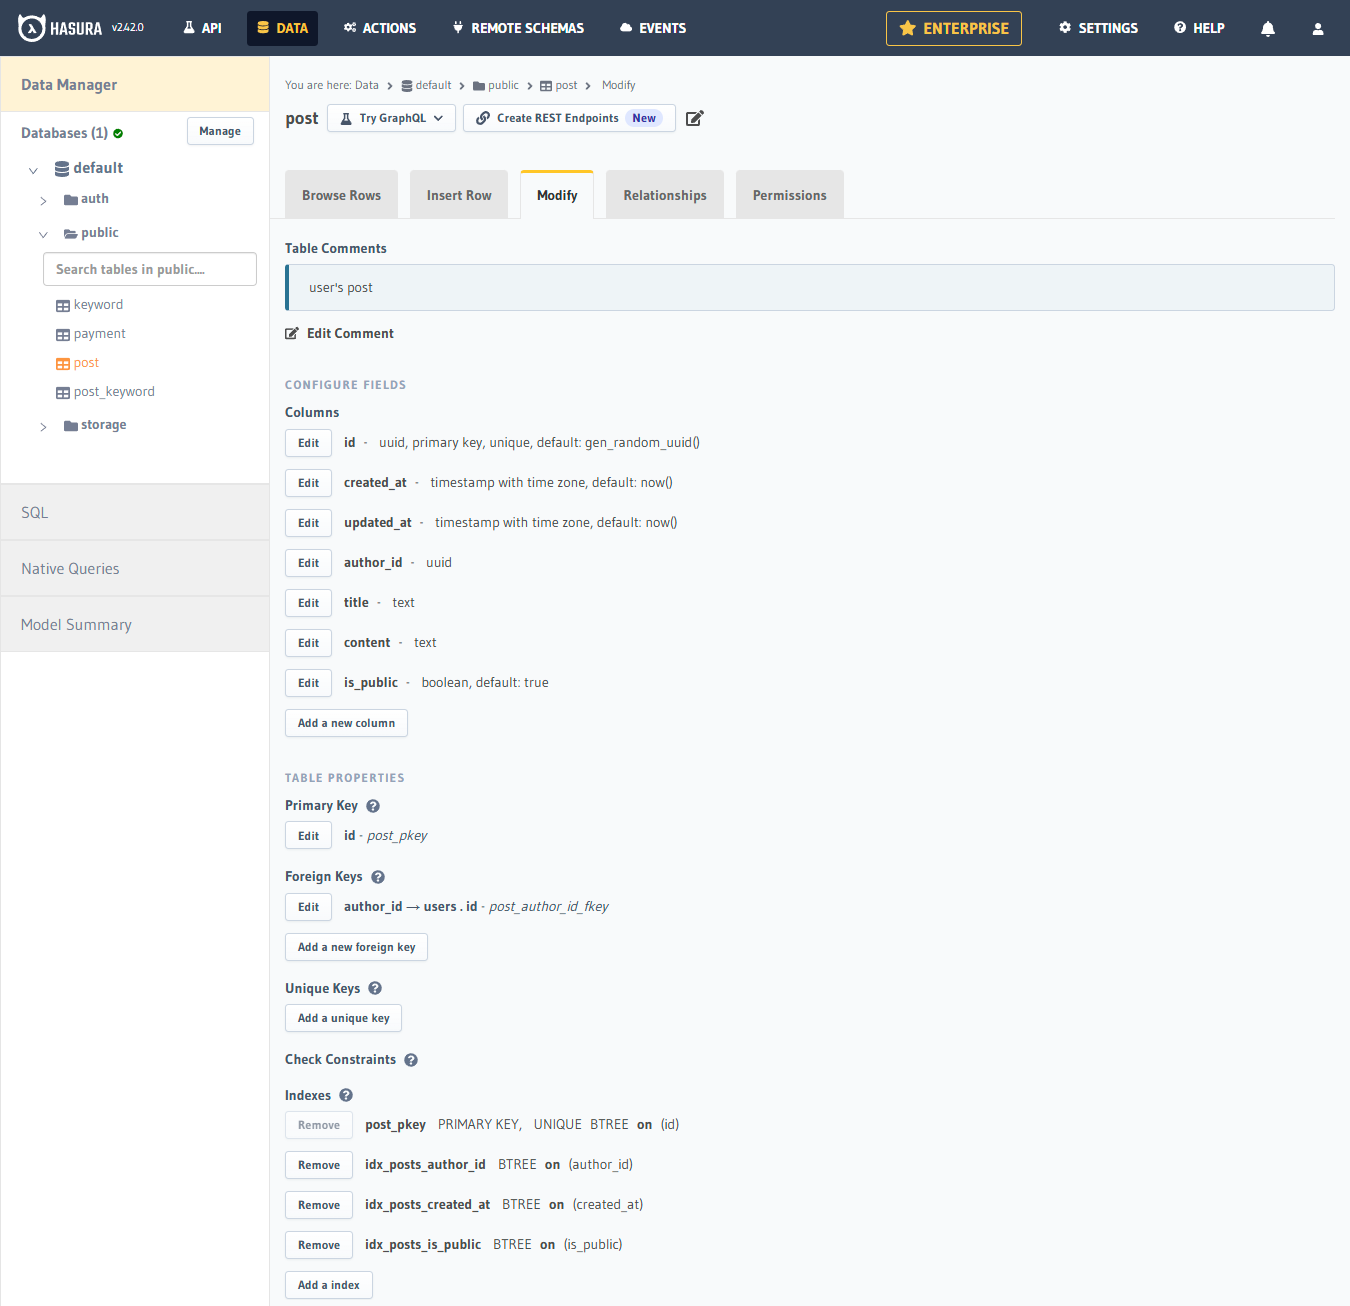 HASURA v2.42.0 API DATA ACTIONS REMOTE SCHEMAS EVENTS ENTERPRISE SETTINGS HELP
Data Manager
Databases (1) Manage
default
auth
public
Search tables in public....
keyword
payment
post
post_keyword
storage
SQL
Native Queries
Model Summary
You are here: Data > default > public > post > Modify
post Try GraphQL Create REST Endpoints New
Browse Rows Insert Row Modify Relationships Permissions
Table Comments
user's post
Edit Comment
CONFIGURE FIELDS
Columns
Edit id - uuid, primary key, unique, default: gen_random_uuid()
Edit created_at - timestamp with time zone, default: now()
Edit updated_at - timestamp with time zone, default: now()
Edit author_id - uuid
Edit title - text
Edit content - text
Edit is_public - boolean, default: true
Add a new column
TABLE PROPERTIES
Primary Key
Edit id - post_pkey
Foreign Keys
Edit author_id → users . id - post_author_id_fkey
Add a new foreign key
Unique Keys
Add a unique key
Check Constraints
Indexes
Remove post_pkey PRIMARY KEY, UNIQUE BTREE on (id)
Remove idx_posts_author_id BTREE on (author_id)
Remove idx_posts_created_at BTREE on (created_at)
Remove idx_posts_is_public BTREE on (is_public)
Add a index